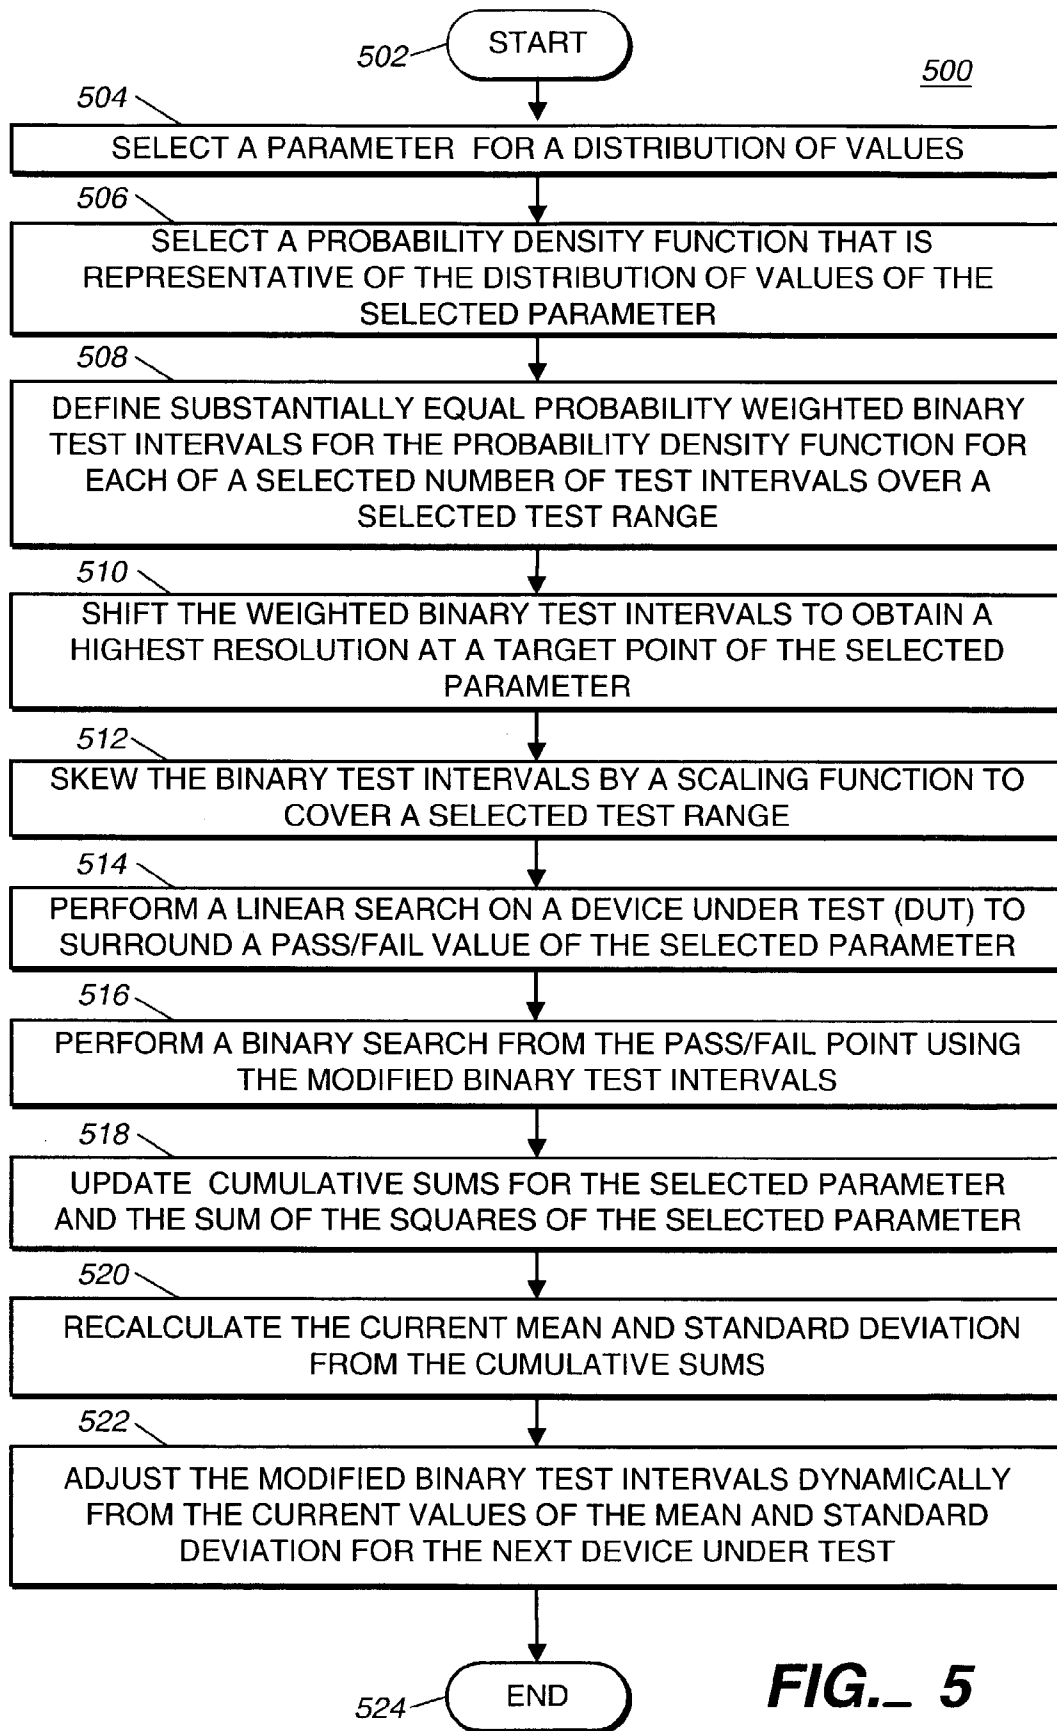 START
502
500
504
SELECT A PARAMETER FOR A DISTRIBUTION OF VALUES
506
SELECT A PROBABILITY DENSITY FUNCTION THAT IS
REPRESENTATIVE OF THE DISTRIBUTION OF VALUES OF THE
SELECTED PARAMETER
508
DEFINE SUBSTANTIALLY EQUAL PROBABILITY WEIGHTED BINARY
TEST INTERVALS FOR THE PROBABILITY DENSITY FUNCTION FOR
EACH OF A SELECTED NUMBER OF TEST INTERVALS OVER A
SELECTED TEST RANGE
510
SHIFT THE WEIGHTED BINARY TEST INTERVALS TO OBTAIN A
HIGHEST RESOLUTION AT A TARGET POINT OF THE SELECTED
PARAMETER
512
SKEW THE BINARY TEST INTERVALS BY A SCALING FUNCTION TO
COVER A SELECTED TEST RANGE
514
PERFORM A LINEAR SEARCH ON A DEVICE UNDER TEST (DUT) TO
SURROUND A PASS/FAIL VALUE OF THE SELECTED PARAMETER
516
PERFORM A BINARY SEARCH FROM THE PASS/FAIL POINT USING
THE MODIFIED BINARY TEST INTERVALS
518
UPDATE CUMULATIVE SUMS FOR THE SELECTED PARAMETER
AND THE SUM OF THE SQUARES OF THE SELECTED PARAMETER
520
RECALCULATE THE CURRENT MEAN AND STANDARD DEVIATION
FROM THE CUMULATIVE SUMS
522
ADJUST THE MODIFIED BINARY TEST INTERVALS DYNAMICALLY
FROM THE CURRENT VALUES OF THE MEAN AND STANDARD
DEVIATION FOR THE NEXT DEVICE UNDER TEST
524
END
FIG._ 5